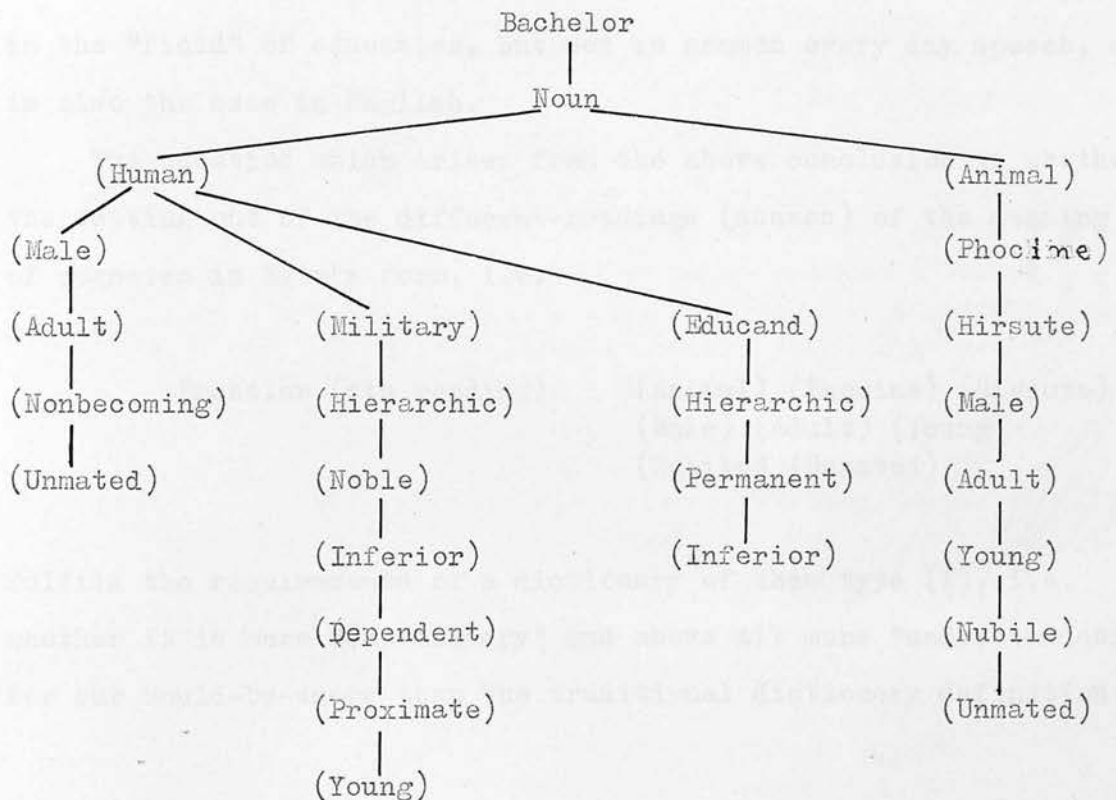 Bachelor
Noun
(Human) (Animal)
(Male) (Phocine)
(Adult) (Military) (Educand) (Hirsute)
(Nonbecoming) (Hierarchic) (Hierarchic) (Male)
(Unmated) (Noble) (Permanent) (Adult)
(Inferior) (Inferior) (Young)
(Dependent) (Nubile)
(Proximate) (Unmated)
(Young)